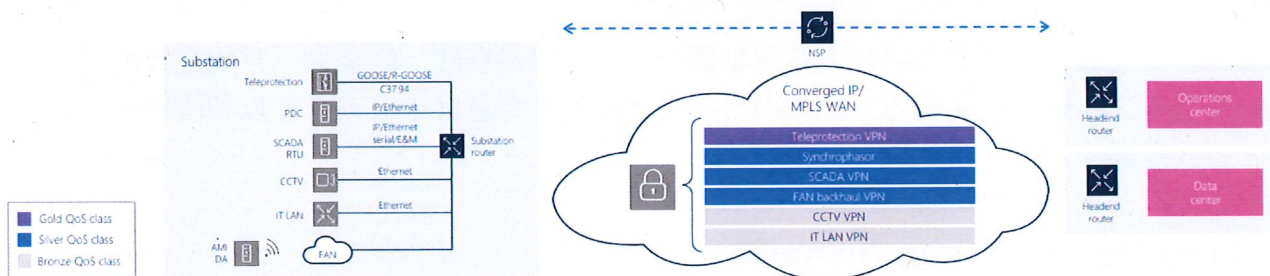 NSP
Substation
Teleprotection
GOOSE/R-GOOSE
C37.94
PDC
IP/Ethernet
SCADA
RTU
IP/Ethernet
serial/E&M
Substation
router
CCTV
Ethernet
IT LAN
Ethernet
AMI
DA
FAN
Gold QoS class
Silver QoS class
Bronze QoS class
Converged IP/
MPLS WAN
Teleprotection VPN
Synchrophasor
SCADA VPN
FAN backhaul VPN
CCTV VPN
IT LAN VPN
Headend
router
Operations
center
Headend
router
Data
center